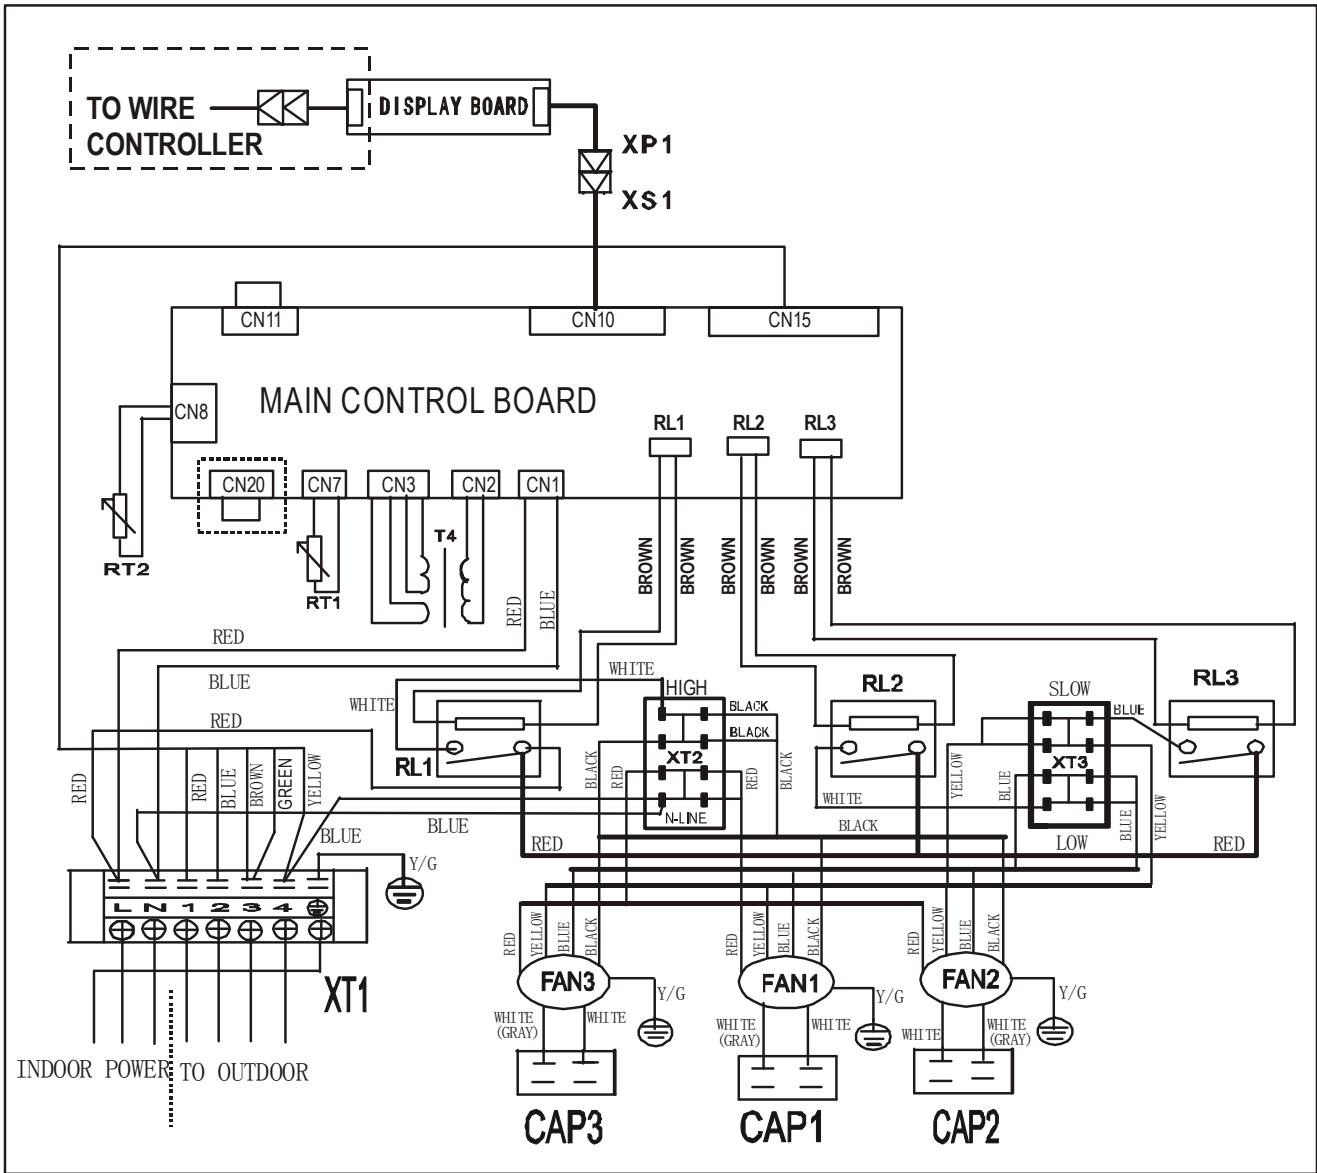 TO WIRE
CONTROLLER
DISPLAY BOARD
XP1
XS1
CN11
CN10
CN15
MAIN CONTROL BOARD
CN8
RL1
RL2
RL3
CN20
CN7
CN3
CN2
CN1
T4
RT2
RT1
BROWN
BROWN
BROWN
BROWN
BROWN
BROWN
RED
BLUE
RED
BLUE
WHITE
WHITE
HIGH
RL2
SLOW
RL3
BLACK
BLACK
BLUE
RED
RL1
XT2
XT3
RED
RED
BLUE
BROWN
GREEN
YELLOW
BLACK
RED
RED
BLACK
YELLOW
BLUE
BLUE
YELLOW
WHITE
N-LINE
BLUE
BLUE
BLACK
RED
LOW
RED
Y/G
L N 1 2 3 4
RED
YELLOW
BLUE
BLACK
RED
YELLOW
BLUE
BLACK
RED
YELLOW
BLUE
BLACK
FAN3
FAN1
FAN2
XT1
Y/G
Y/G
Y/G
WHITE
(GRAY)
WHITE
WHITE
(GRAY)
WHITE
WHITE
WHITE
(GRAY)
INDOOR POWER
TO OUTDOOR
CAP3
CAP1
CAP2